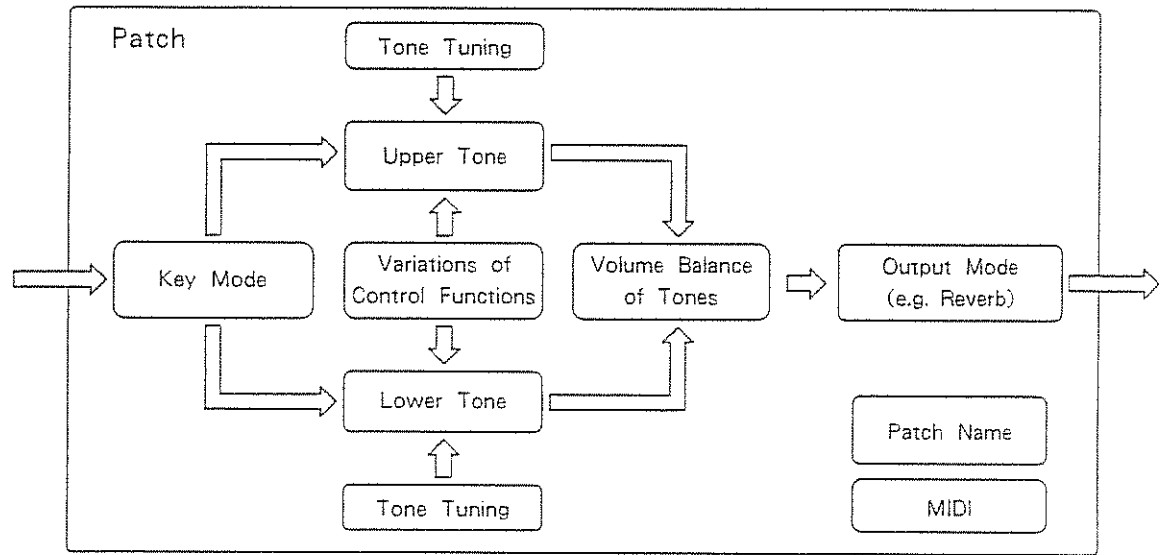 Patch
Tone Tuning
Upper Tone
Key Mode
Variations of
Control Functions
Volume Balance
of Tones
Output Mode
(e.g. Reverb)
Lower Tone
Patch Name
Tone Tuning
MIDI